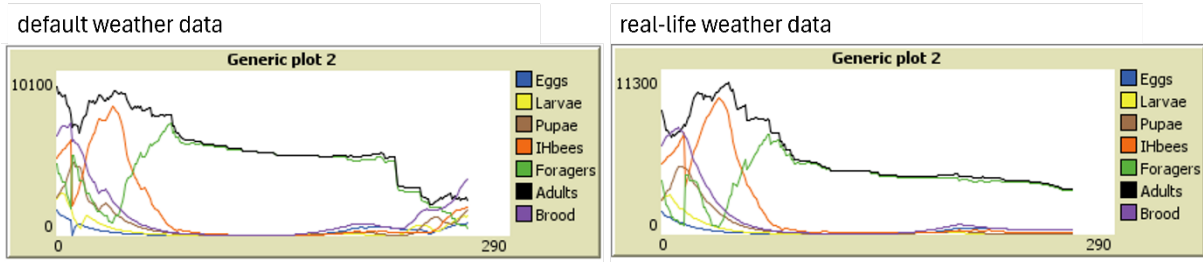 default weather data
Generic plot 2
10100
0
0
290
Eggs
Larvae
Pupae
IHbees
Foragers
Adults
Brood
real-life weather data
Generic plot 2
11300
0
0
290
Eggs
Larvae
Pupae
IHbees
Foragers
Adults
Brood